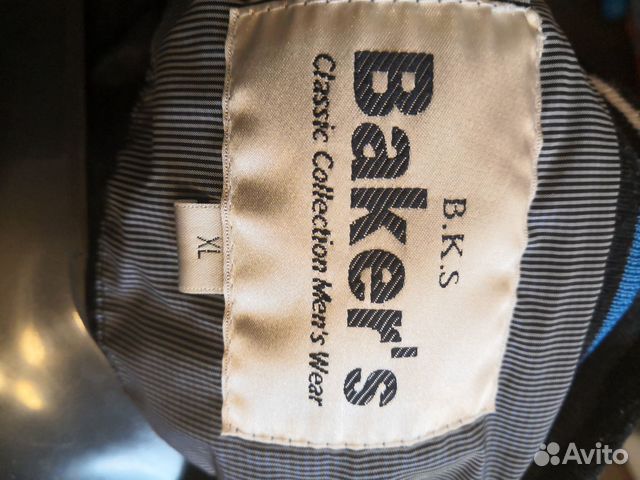 B.K.S
Baker's
Classic Collection Men's Wear
XL
Avito